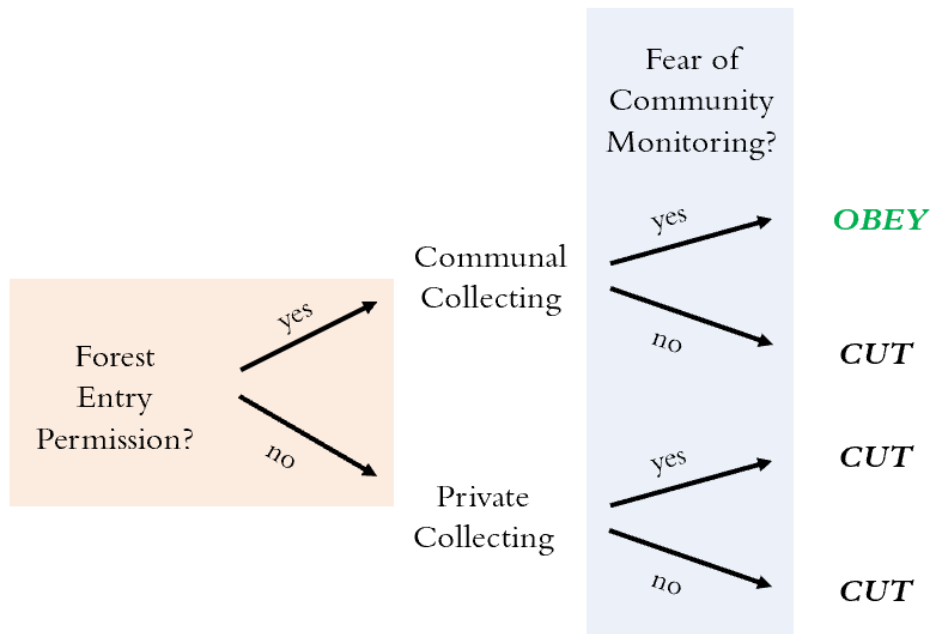 Fear of
Community
Monitoring?
yes
OBEY
Communal
Collecting
no
CUT
yes
Forest
Entry
Permission?
no
yes
CUT
Private
Collecting
no
CUT